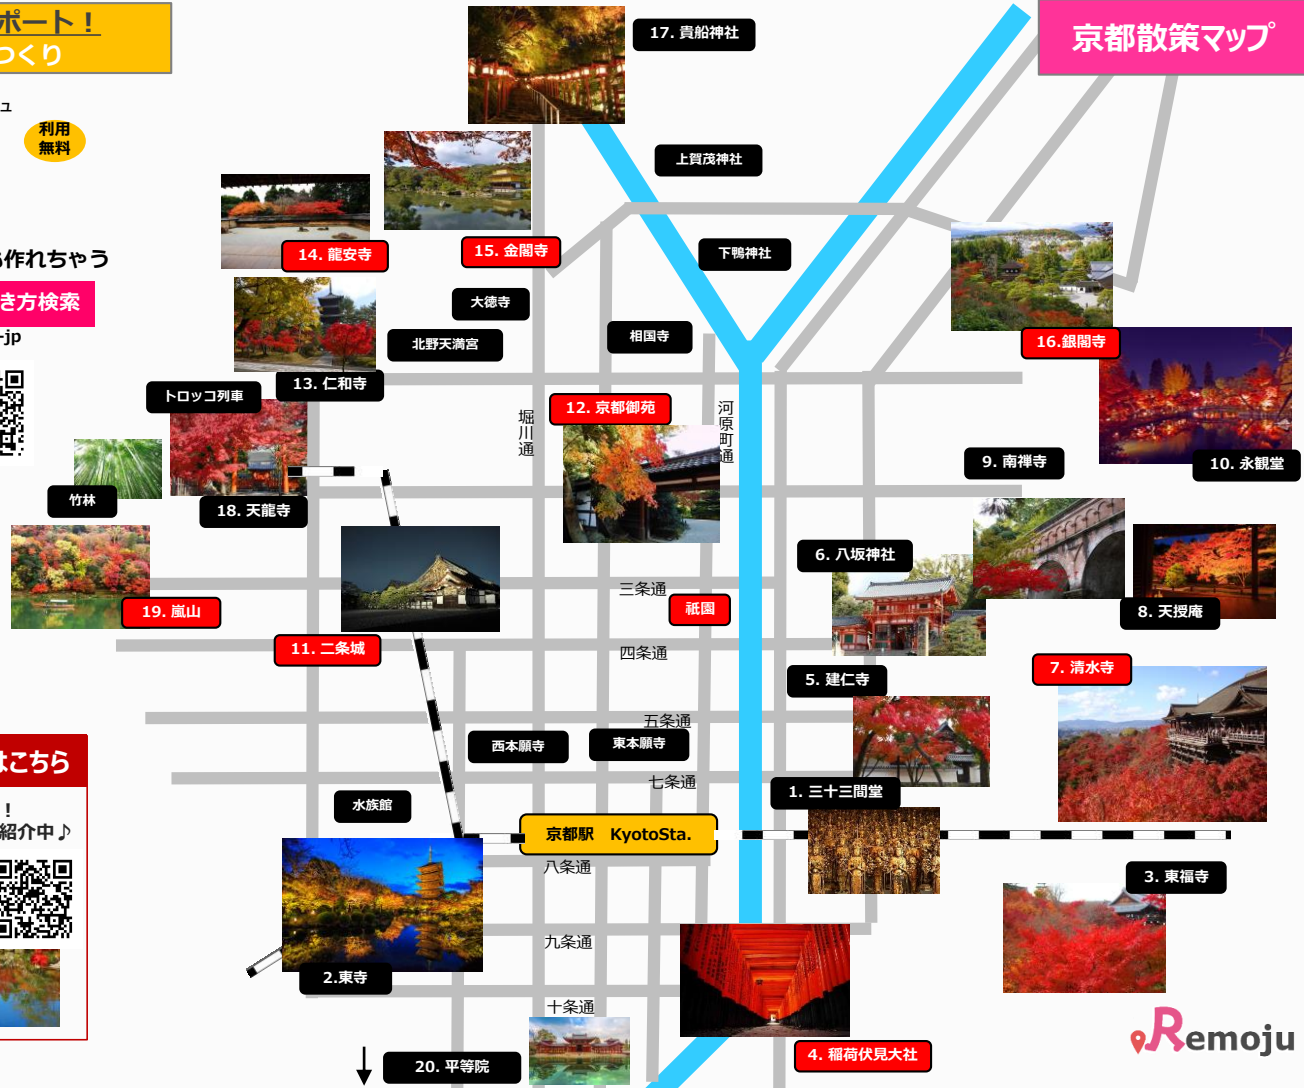 ポート！
つくり
ュ
利用
無料
作れちゃう
き方検索
-jp
はこちら
！
紹介中♪
京都散策マップ
17. 貴船神社
上賀茂神社
下鴨神社
14. 龍安寺
15. 金閣寺
大徳寺
北野天満宮
相国寺
16.銀閣寺
13. 仁和寺
トロッコ列車
12. 京都御苑
堀川通
河原町通
9. 南禅寺
10. 永観堂
竹林
18. 天龍寺
6. 八坂神社
三条通
祇園
8. 天授庵
19. 嵐山
11. 二条城
四条通
5. 建仁寺
7. 清水寺
五条通
西本願寺
東本願寺
七条通
1. 三十三間堂
水族館
京都駅 KyotoSta.
八条通
3. 東福寺
九条通
2.東寺
十条通
4. 稲荷伏見大社
20. 平等院
Remoju